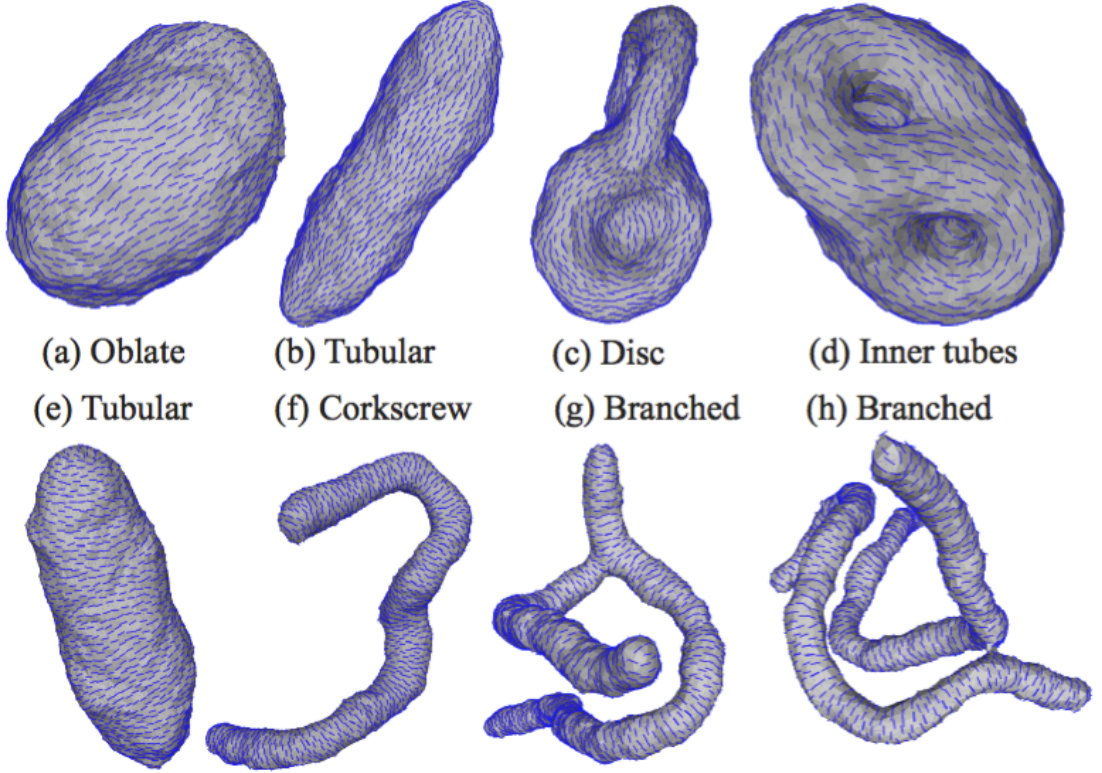 (a) Oblate (b) Tubular (c) Disc (d) Inner tubes
(e) Tubular (f) Corkscrew (g) Branched (h) Branched